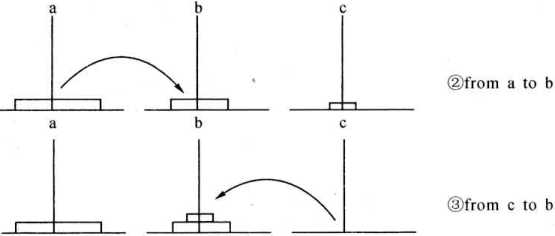 a b c
②from a to b
a b c
③from c to b